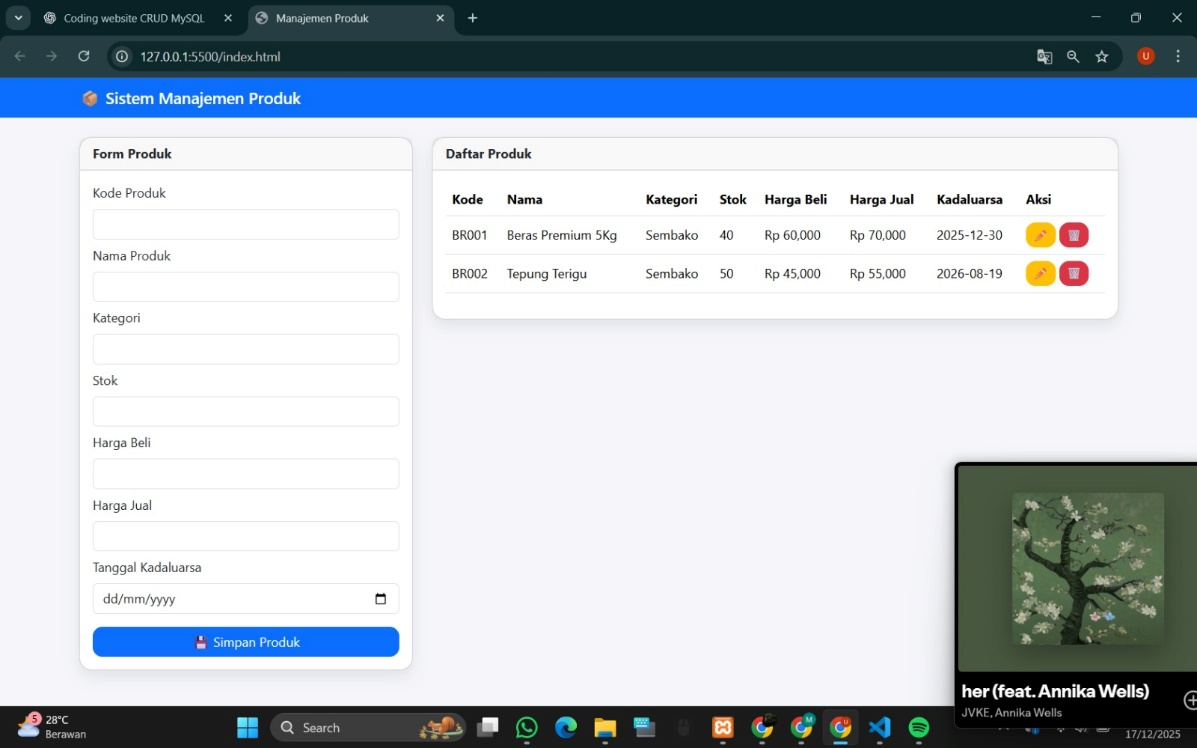 Coding website CRUD MySQL
Manajemen Produk
127.0.0.1:5500/index.html
U
Sistem Manajemen Produk
Form Produk
Kode Produk
Nama Produk
Kategori
Stok
Harga Beli
Harga Jual
Tanggal Kadaluarsa
dd/mm/yyyy
Simpan Produk
Daftar Produk
Kode Nama Kategori Stok Harga Beli Harga Jual Kadaluarsa Aksi
BR001 Beras Premium 5Kg Sembako 40 Rp 60,000 Rp 70,000 2025-12-30
BR002 Tepung Terigu Sembako 50 Rp 45,000 Rp 55,000 2026-08-19
her (feat. Annika Wells)
JVKE, Annika Wells
5
28°C
Berawan
Search
M
U
17/12/2025